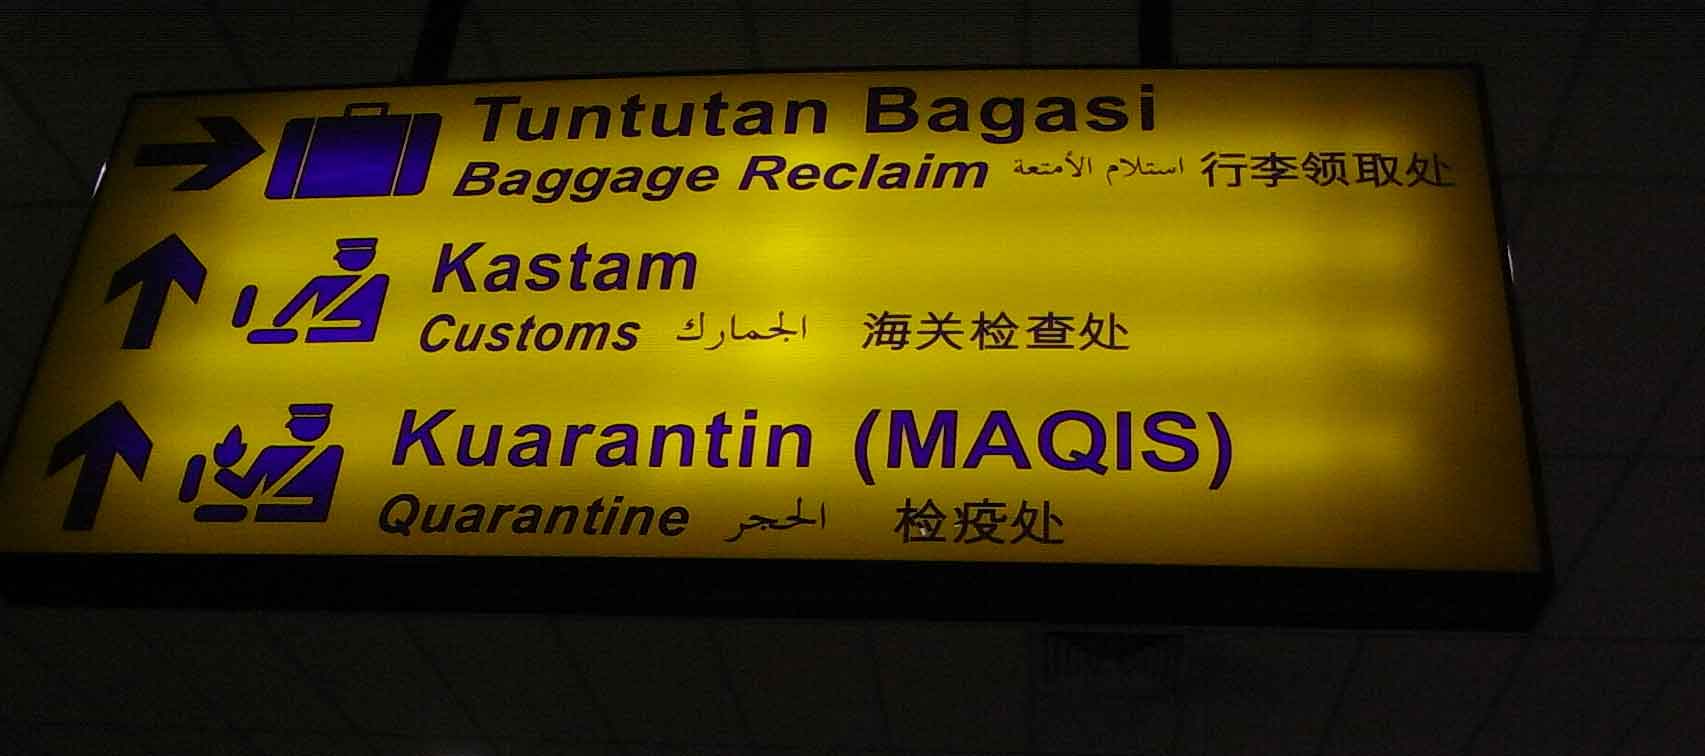 Tuntutan Bagasi
Baggage Reclaim استلام الأمتعة 行李领取处
Kastam
Customs الجمارك 海关检查处
Kuarantin (MAQIS)
Quarantine الحجر 检疫处